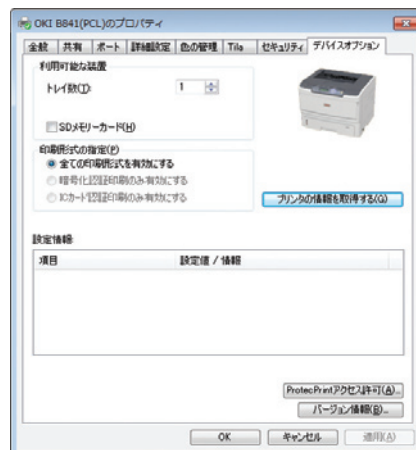 OKI B841(PCL)のプロパティ
全般 共有 ポート 詳細設定 色の管理 Tila セキュリティ デバイスオプション
利用可能な装置
トレイ数(T): 1
SDメモリーカード(H)
印刷形式の指定(P)
全ての印刷形式を有効にする
暗号化認証印刷のみ有効にする
ICカード認証印刷のみ有効にする
プリンタの情報を取得する(G)
設定情報:
項目 設定値 / 情報
ProtecPrintアクセス許可(A)...
バージョン情報(B)...
OK キャンセル 適用(A)